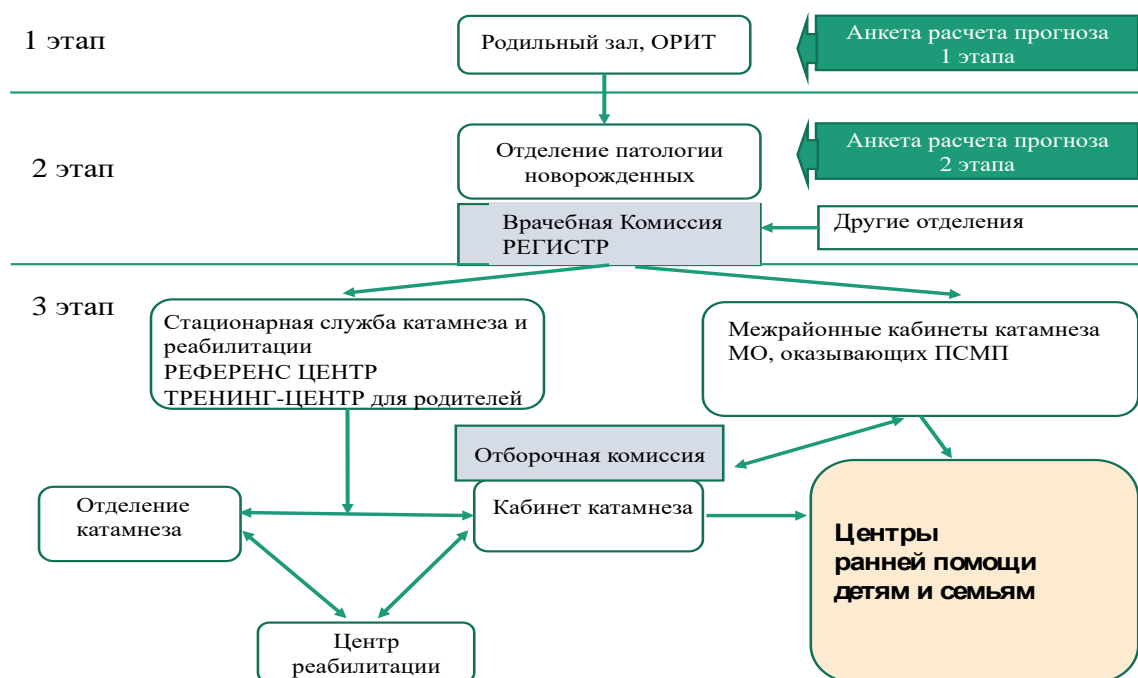 1 этап
Родильный зал, ОРИТ
Анкета расчета прогноза
1 этапа
2 этап
Отделение патологии
новорожденных
Анкета расчета прогноза
2 этапа
Врачебная Комиссия
РЕГИСТР
Другие отделения
3 этап
Стационарная служба катамнеза и
реабилитации
РЕФЕРЕНС ЦЕНТР
ТРЕНИНГ-ЦЕНТР для родителей
Межрайонные кабинеты катамнеза
МО, оказывающих ПСМП
Отборочная комиссия
Отделение
катамнеза
Кабинет катамнеза
Центры
ранней помощи
детям и семьям
Центр
реабилитации